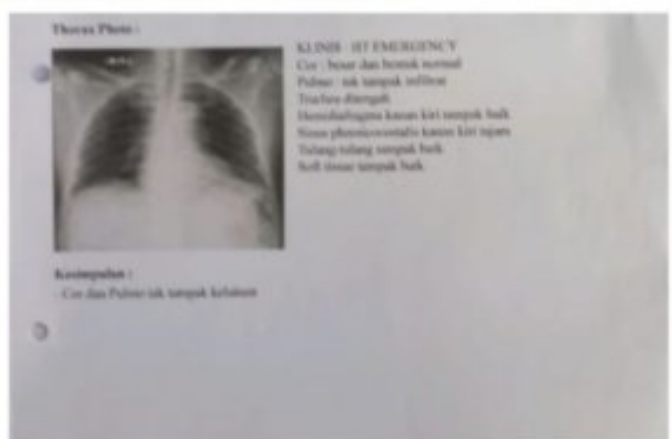 Thorax Photo :
KLINIS : HT EMERGENCY
Cor : besar dan bentuk normal
Pulmo : tak tampak infiltrat
Trachea ditengah
Hemidiafragma kanan kiri tampak baik
Sinus phrenicocostalis kanan kiri tajam
Tulang-tulang tampak baik
Soft tissue tampak baik
Kesimpulan :
- Cor dan Pulmo tak tampak kelainan